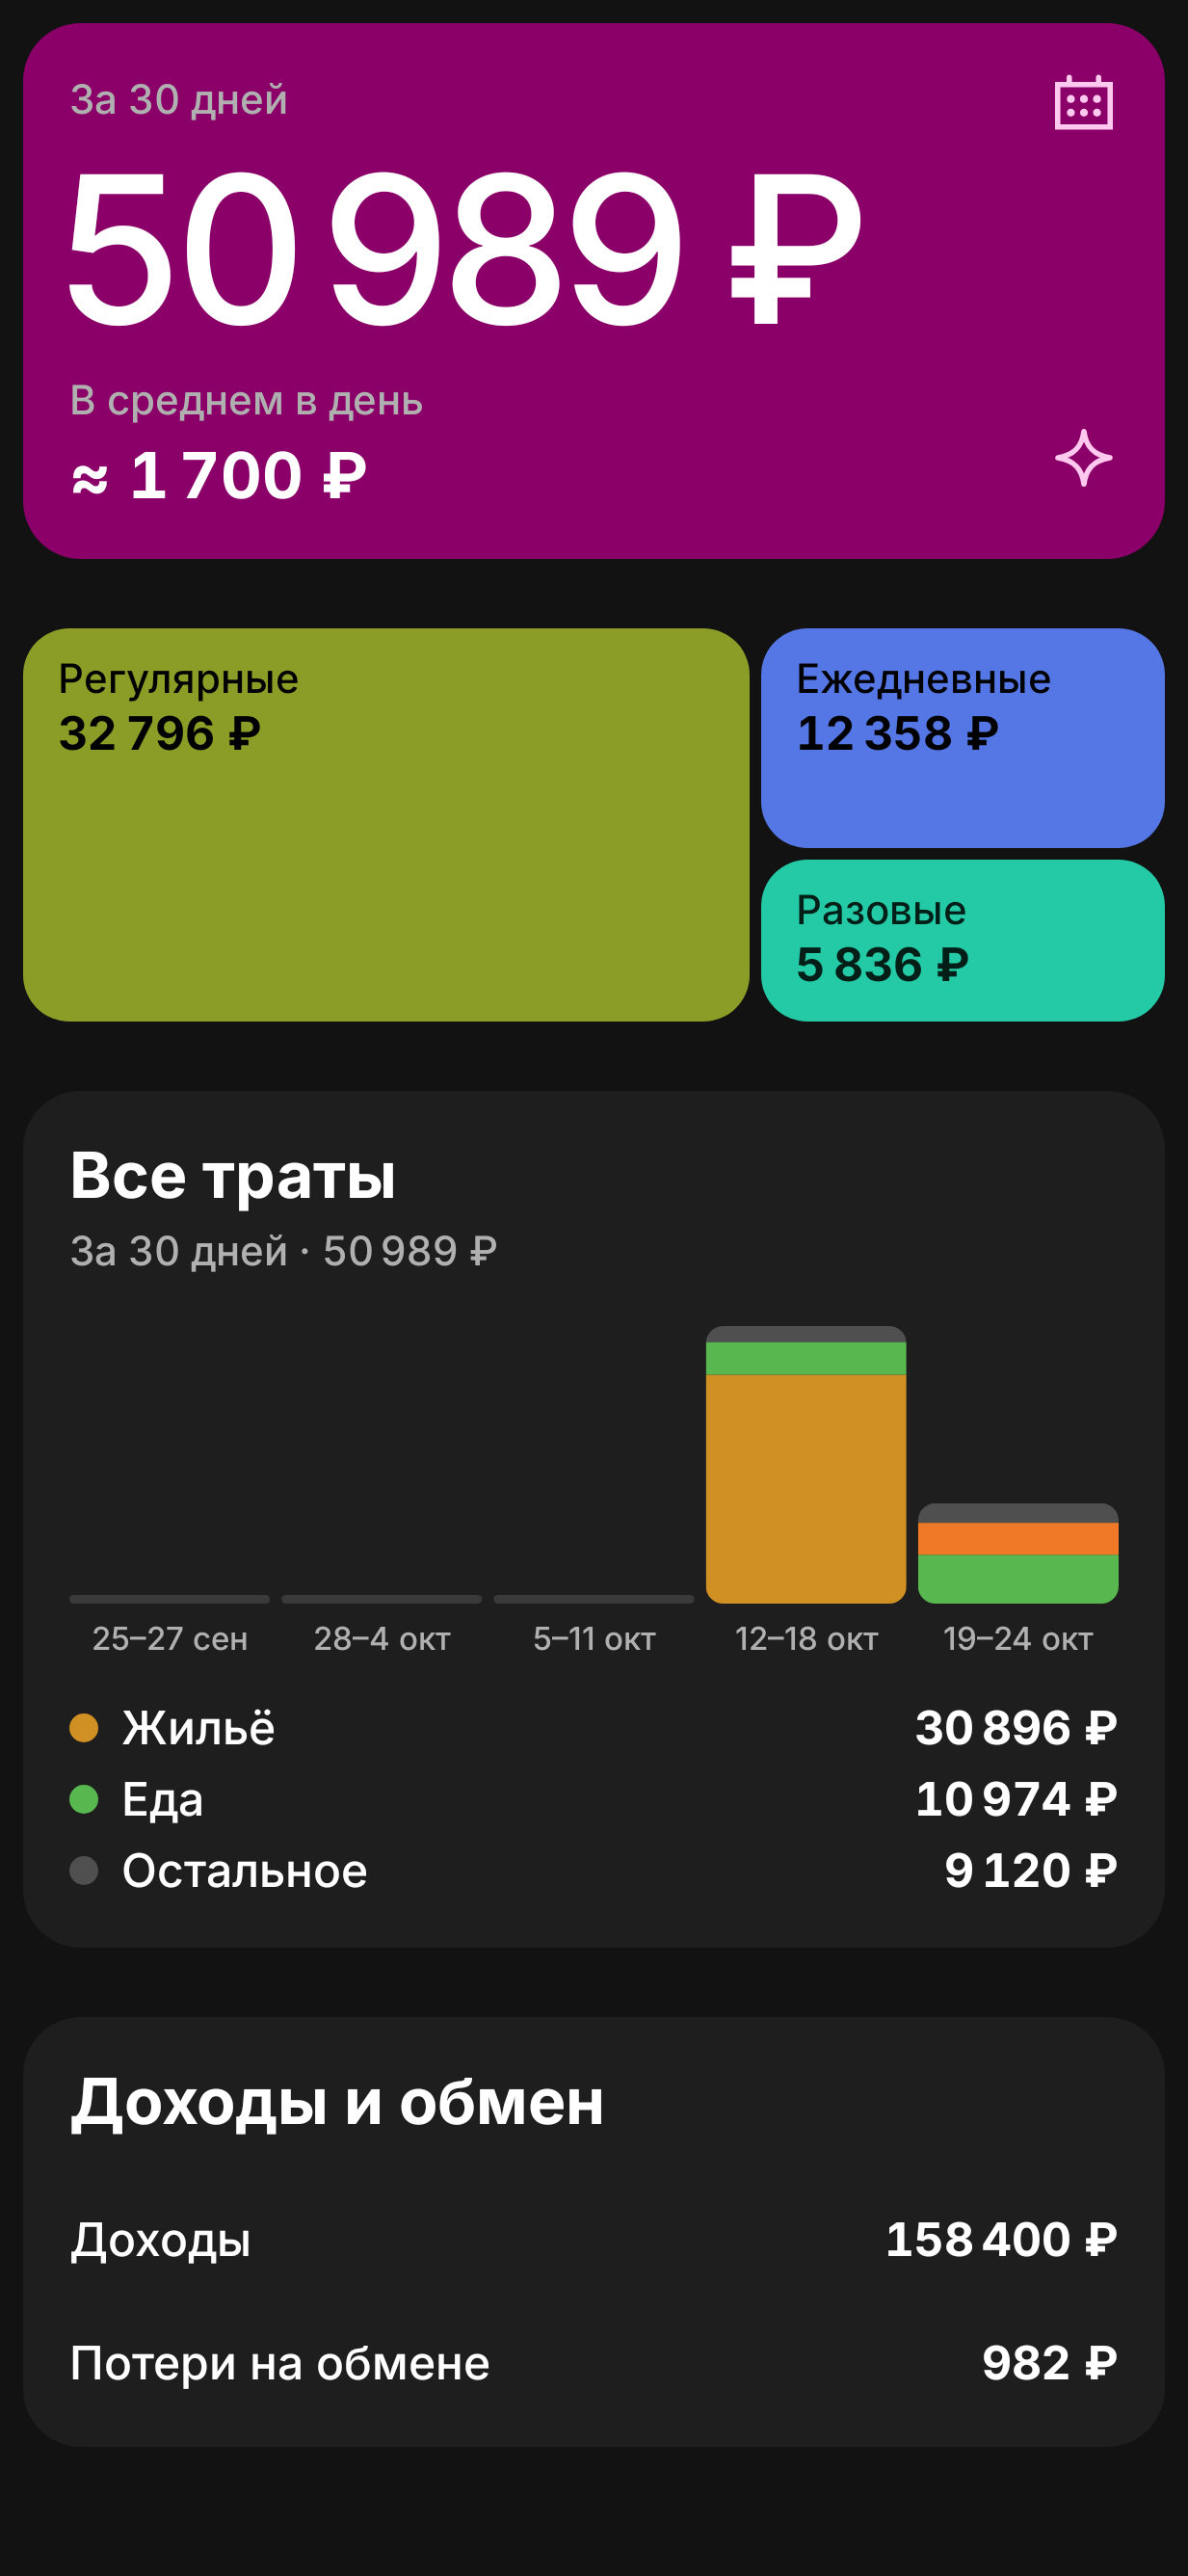 За 30 дней
50 989 ₽
В среднем в день
≈ 1 700 ₽
Регулярные
32 796 ₽
Ежедневные
12 358 ₽
Разовые
5 836 ₽
Все траты
За 30 дней · 50 989 ₽
25–27 сен
28–4 окт
5–11 окт
12–18 окт
19–24 окт
Жильё 30 896 ₽
Еда 10 974 ₽
Остальное 9 120 ₽
Доходы и обмен
Доходы 158 400 ₽
Потери на обмене 982 ₽